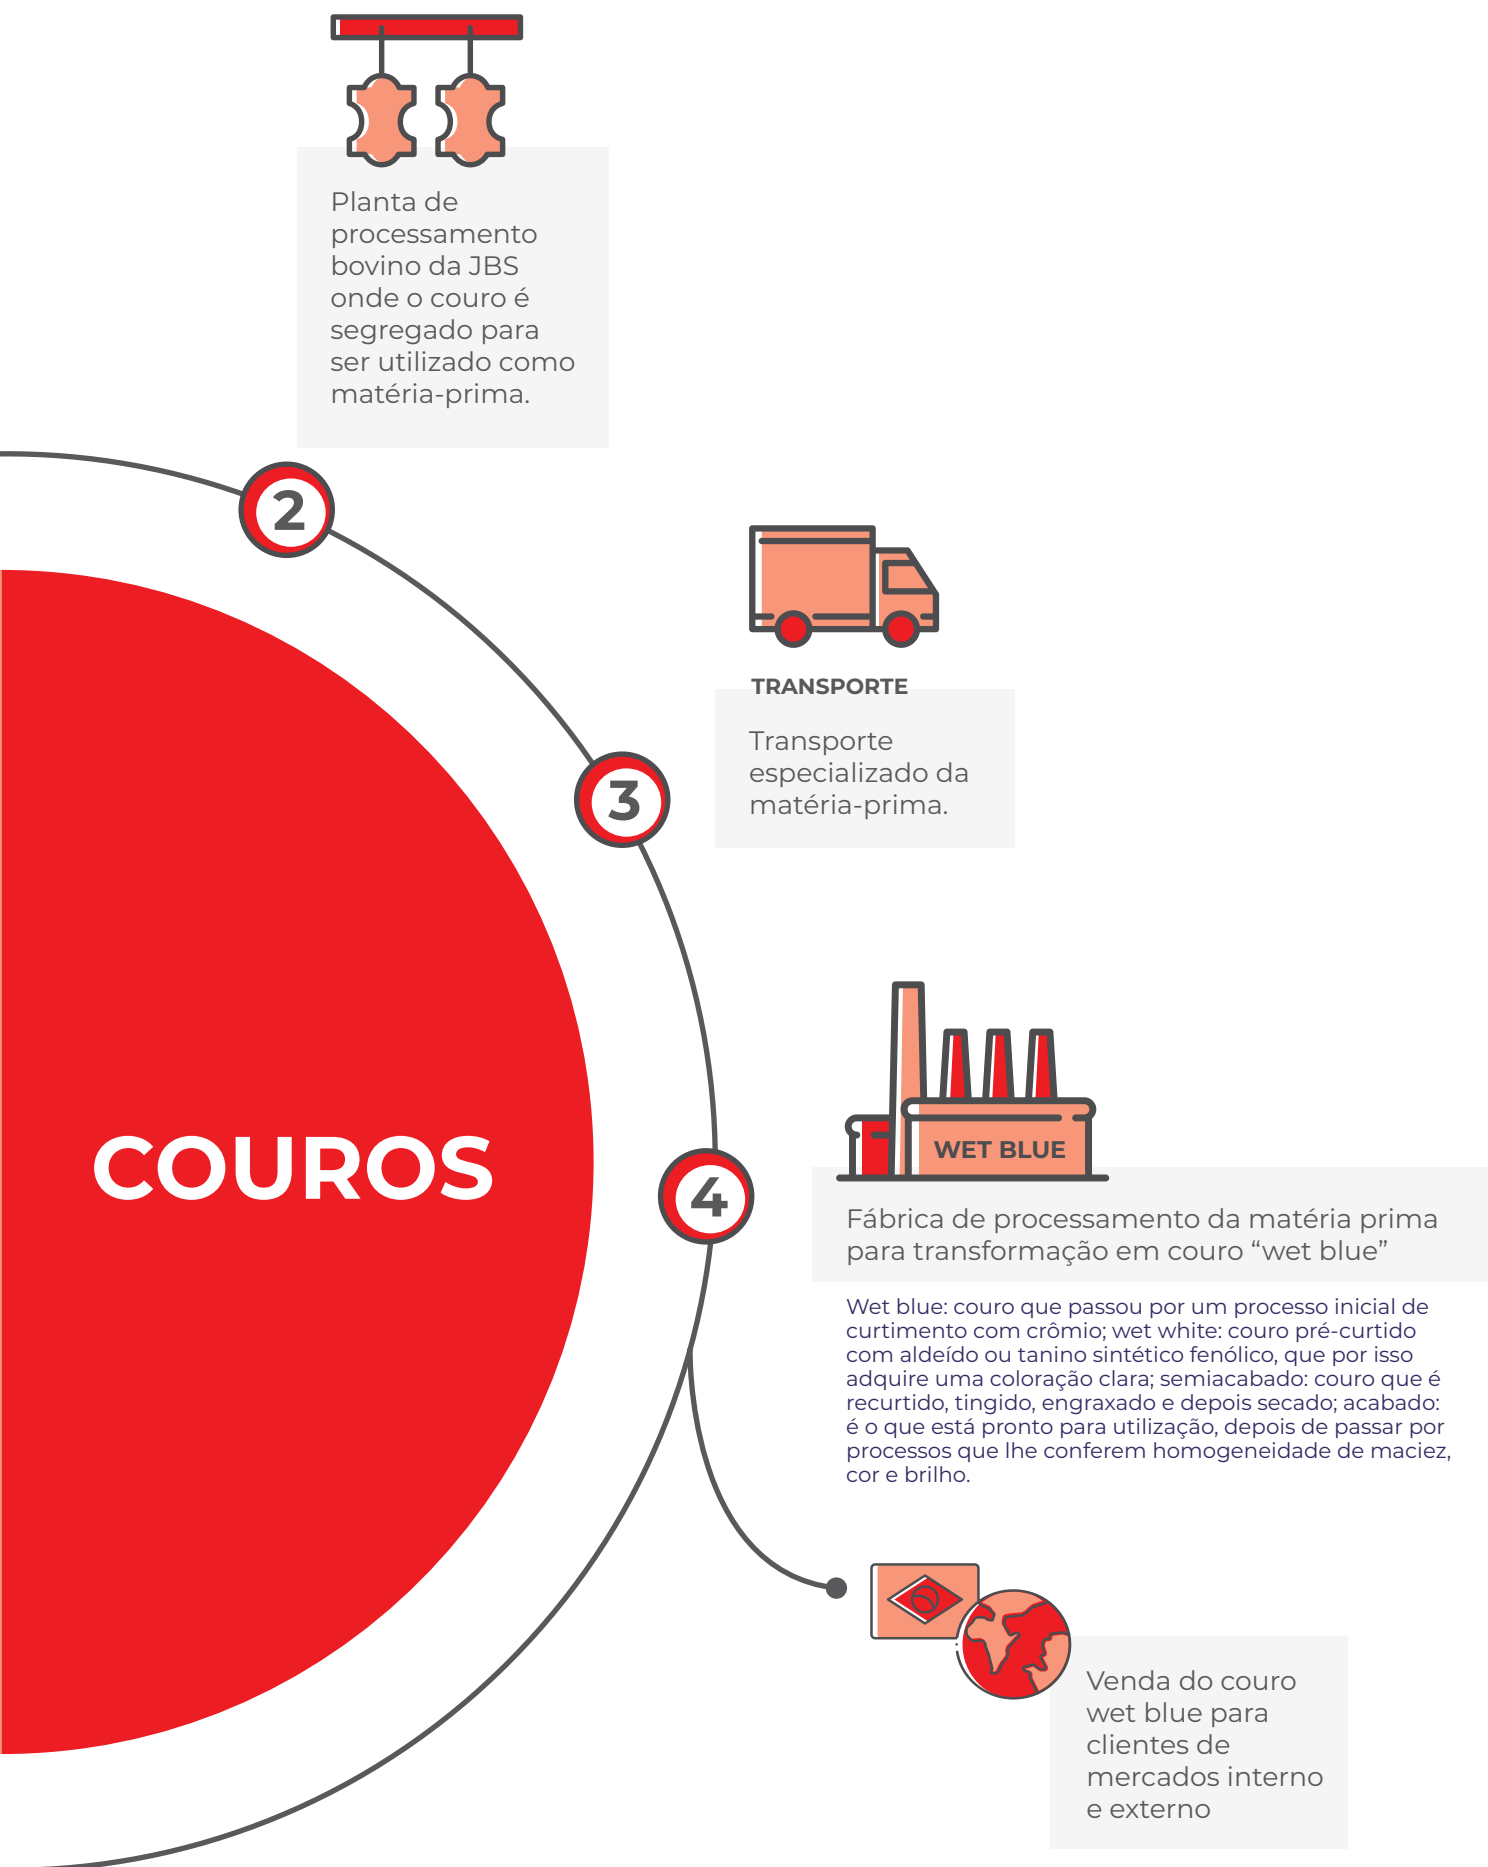 Planta de
processamento
bovino da JBS
onde o couro é
segregado para
ser utilizado como
matéria-prima.
2
TRANSPORTE
Transporte
especializado da
matéria-prima.
3
COUROS
WET BLUE
4
Fábrica de processamento da matéria prima
para transformação em couro “wet blue”
Wet blue: couro que passou por um processo inicial de
curtimento com crômio; wet white: couro pré-curtido
com aldeído ou tanino sintético fenólico, que por isso
adquire uma coloração clara; semiacabado: couro que é
recurtido, tingido, engraxado e depois secado; acabado:
é o que está pronto para utilização, depois de passar por
processos que lhe conferem homogeneidade de maciez,
cor e brilho.
Venda do couro
wet blue para
clientes de
mercados interno
e externo